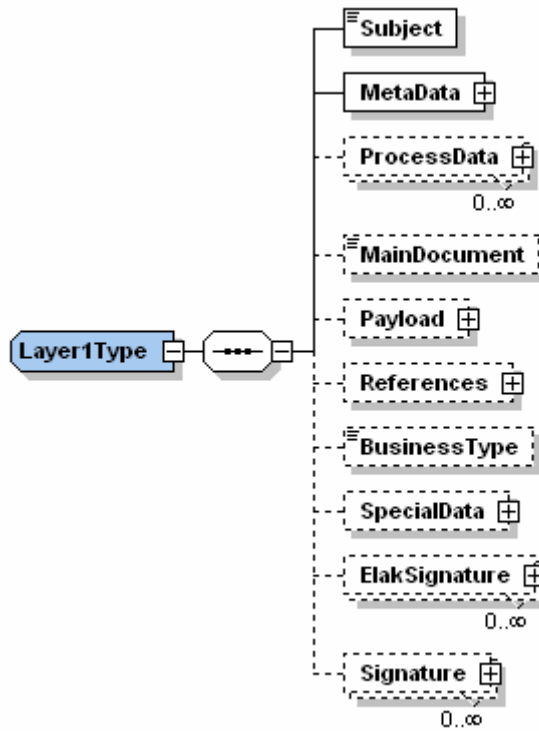 Subject
MetaData
ProcessData
0..∞
MainDocument
Payload
Layer1Type
References
BusinessType
SpecialData
ElakSignature
0..∞
Signature
0..∞